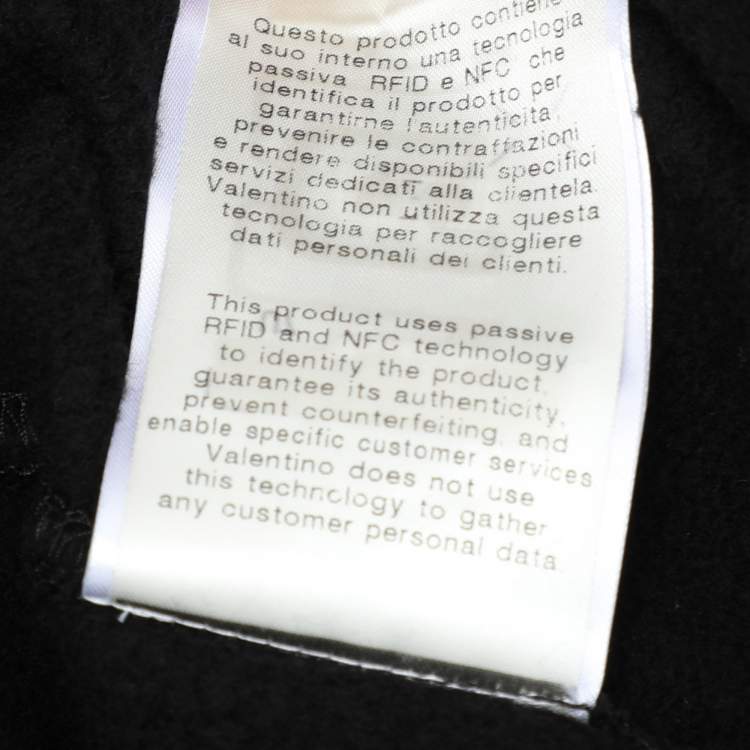 Questo prodotto contiene
al suo interno una tecnologia
passiva RFID e NFC che
identifica il prodotto per
garantirne l'autenticita,
prevenire le contraffazioni
e rendere disponibili specifici
servizi dedicati alla clientela.
Valentino non utilizza questa
tecnologia per raccogliere
dati personali dei clienti.
This product uses passive
RFID and NFC technology
to identify the product,
guarantee its authenticity,
prevent counterfeiting, and
enable specific customer services
Valentino does not use
this technology to gather
any customer personal data